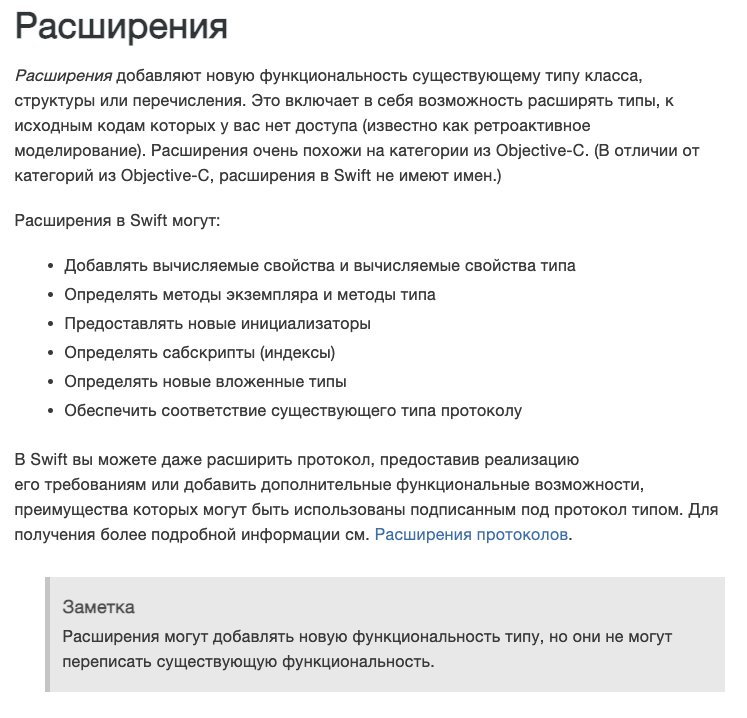 Расширения
Расширения добавляют новую функциональность существующему типу класса,
структуры или перечисления. Это включает в себя возможность расширять типы, к
исходным кодам которых у вас нет доступа (известно как ретроактивное
моделирование). Расширения очень похожи на категории из Objective-C. (В отличии от
категорий из Objective-C, расширения в Swift не имеют имен.)
Расширения в Swift могут:
• Добавлять вычисляемые свойства и вычисляемые свойства типа
• Определять методы экземпляра и методы типа
• Предоставлять новые инициализаторы
• Определять сабскрипты (индексы)
• Определять новые вложенные типы
• Обеспечить соответствие существующего типа протоколу
В Swift вы можете даже расширить протокол, предоставив реализацию
его требованиям или добавить дополнительные функциональные возможности,
преимущества которых могут быть использованы подписанным под протокол типом. Для
получения более подробной информации см. Расширения протоколов.
Заметка
Расширения могут добавлять новую функциональность типу, но они не могут
переписать существующую функциональность.